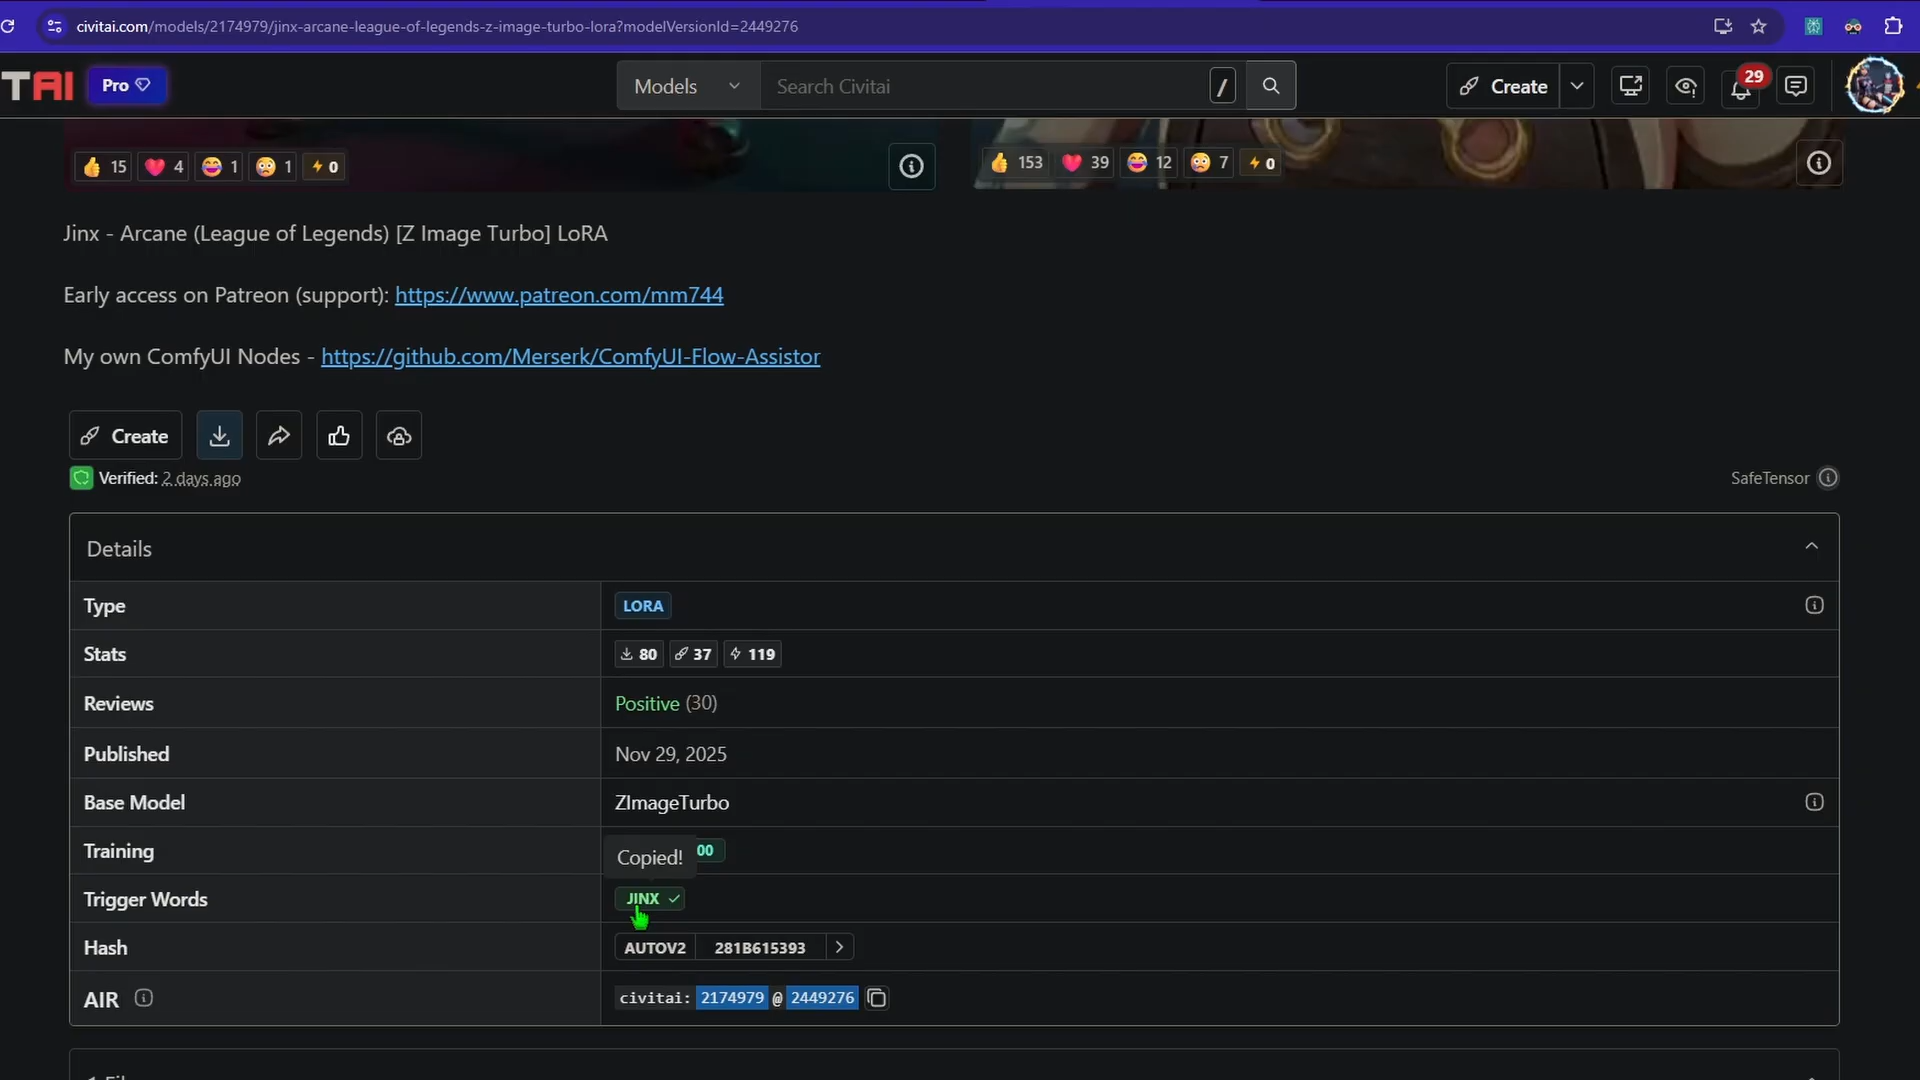 civitai.com/models/2174979/jinx-arcane-league-of-legends-z-image-turbo-lora?modelVersionId=2449276
TAI Pro Models Search Civitai / Create 29
15 4 1 1 0 153 39 12 7 0
Jinx - Arcane (League of Legends) [Z Image Turbo] LoRA
Early access on Patreon (support): https://www.patreon.com/mm744
My own ComfyUI Nodes - https://github.com/Merserk/ComfyUI-Flow-Assistor
Create
Verified: 2 days ago SafeTensor
Details
Type LORA
Stats 80 37 119
Reviews Positive (30)
Published Nov 29, 2025
Base Model ZImageTurbo
Training Copied! 00
Trigger Words JINX
Hash AUTOV2 281B615393
AIR civitai: 2174979 @ 2449276